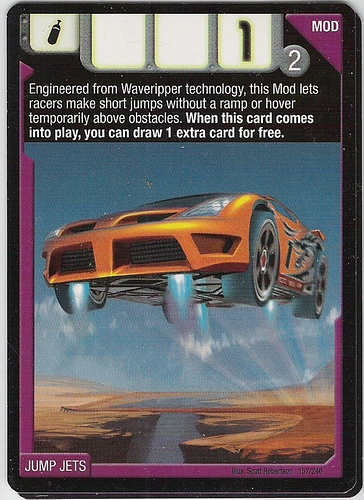 1
MOD
2
Engineered from Waveripper technology, this Mod lets
racers make short jumps without a ramp or hover
temporarily above obstacles. When this card comes
into play, you can draw 1 extra card for free.
JUMP JETS
Illus. Scott Robertson 157/246